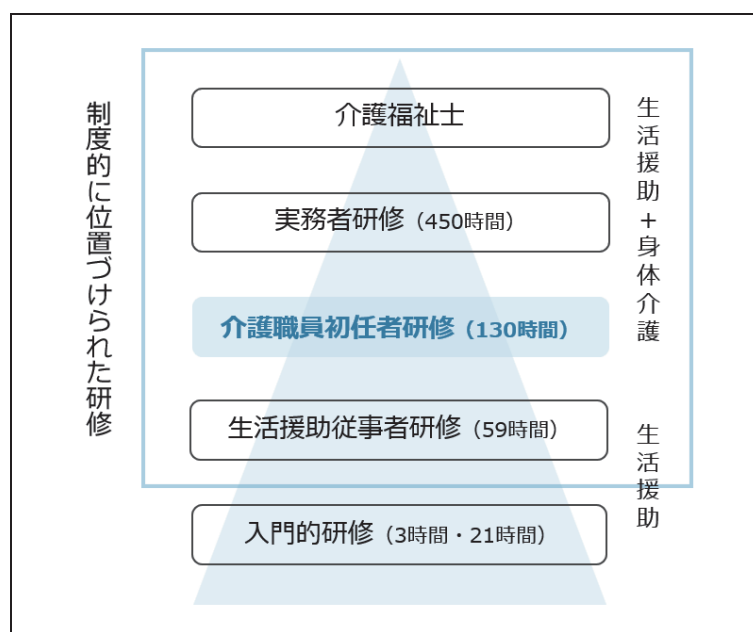 制度的に位置づけられた研修
介護福祉士
実務者研修（450時間）
介護職員初任者研修（130時間）
生活援助従事者研修（59時間）
入門的研修（3時間・21時間）
生活援助+身体介護
生活援助